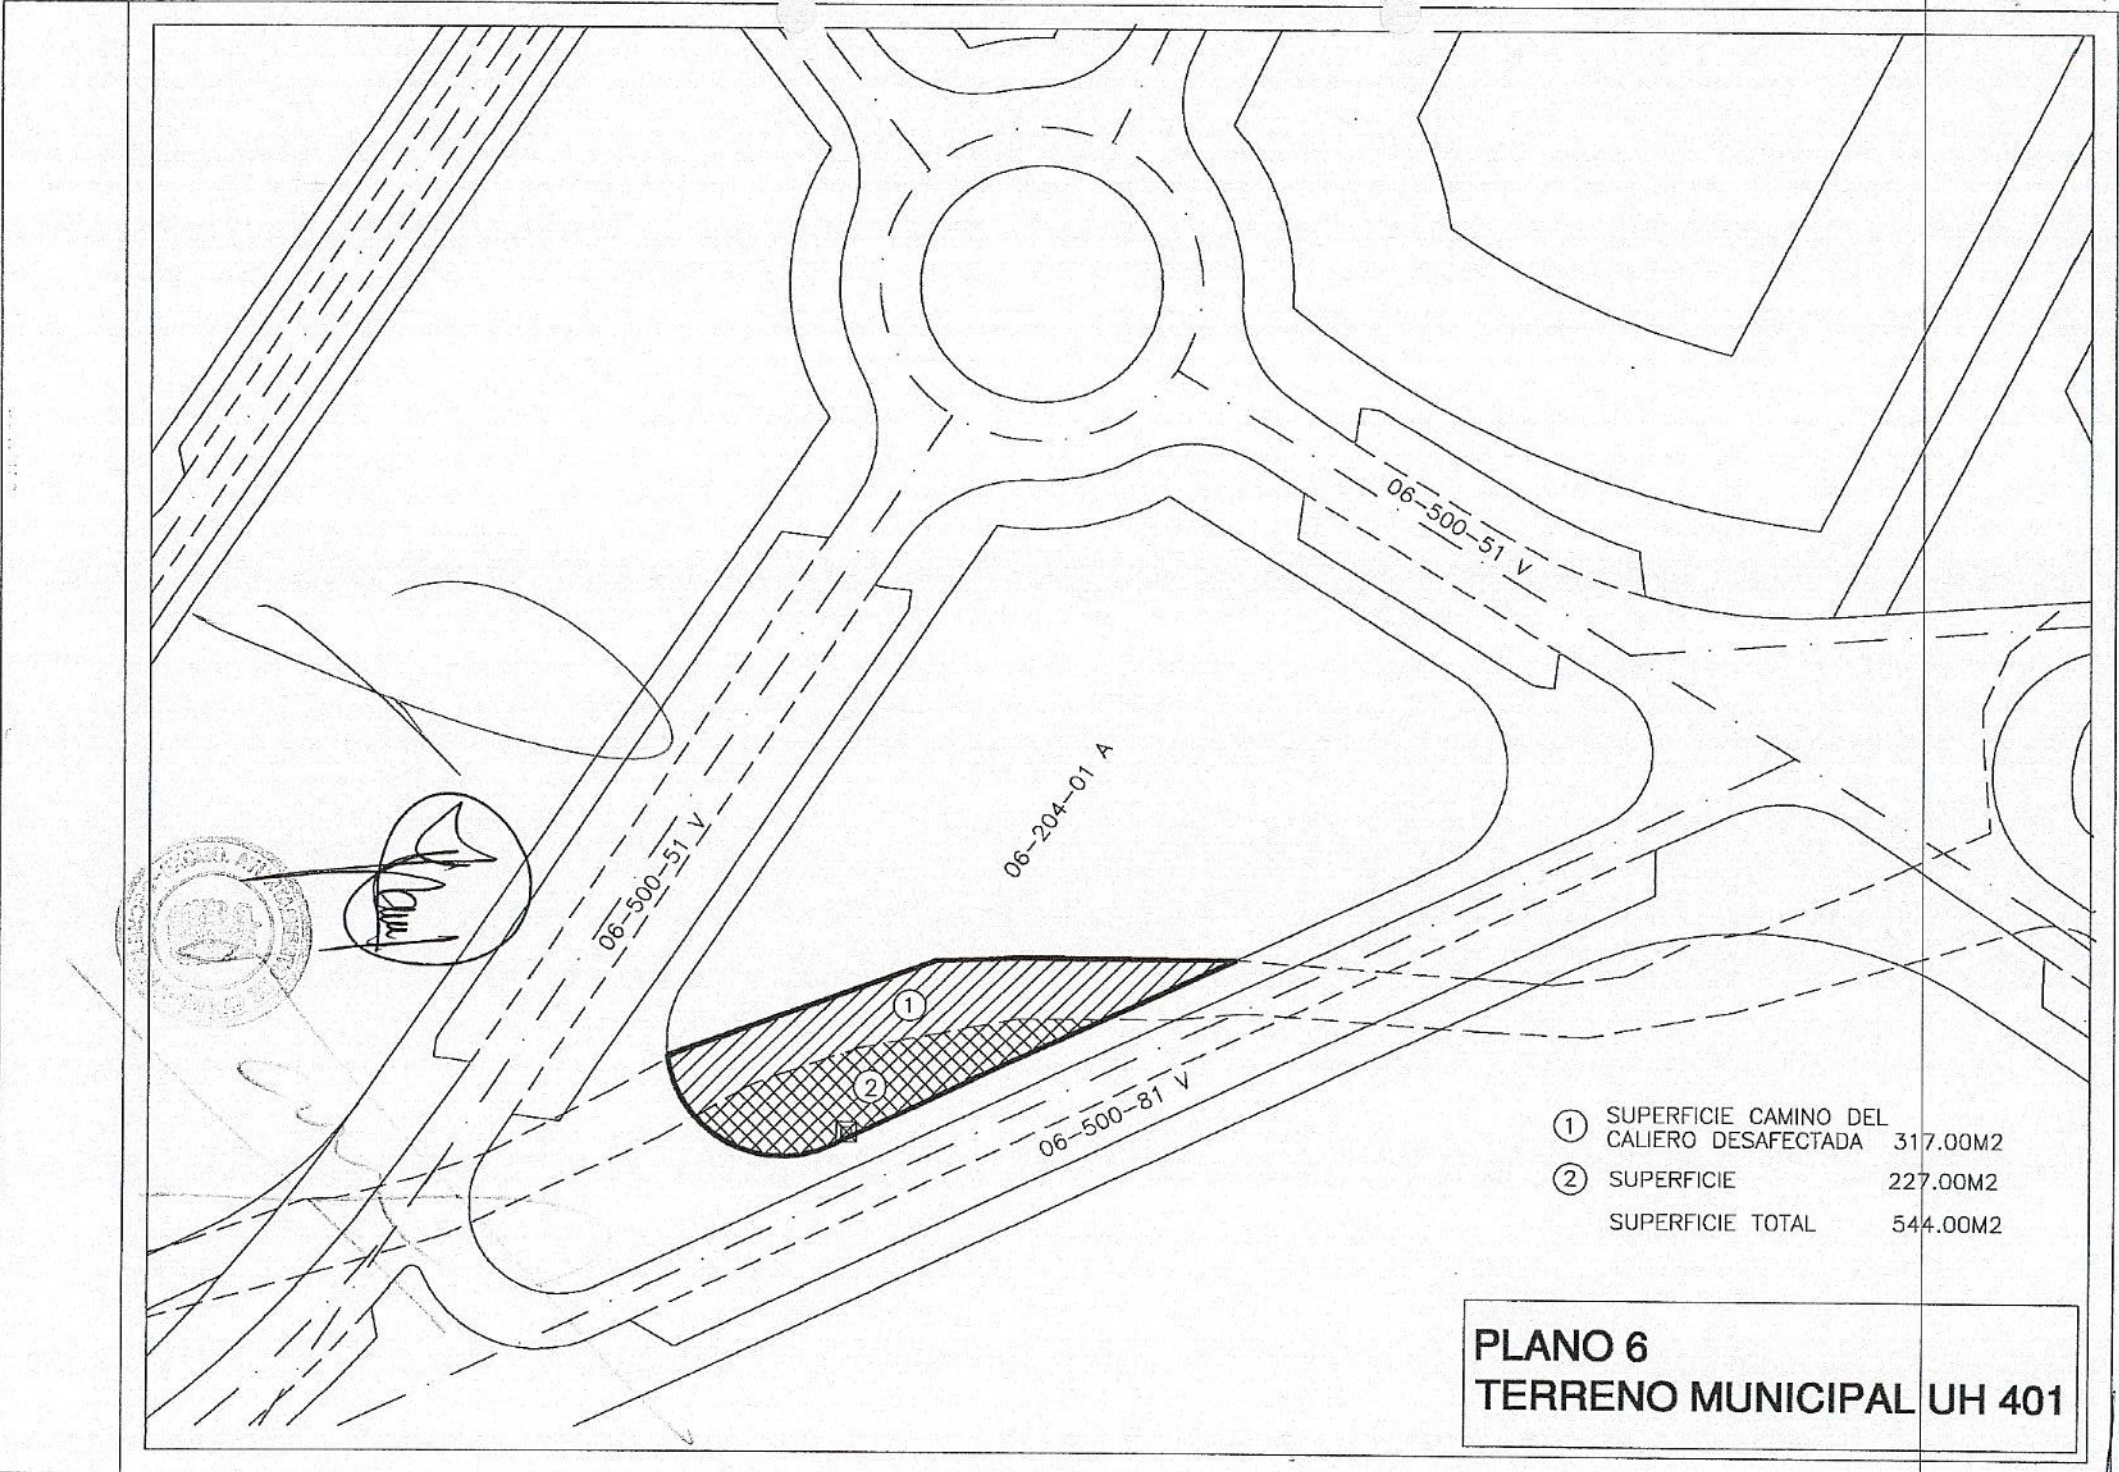 06-500-51 V
06-204-01 A
06-500-51 V
1
2
06-500-81 V
1 SUPERFICIE CAMINO DEL
CALIERO DESAFECTADA 317.00M2
2 SUPERFICIE 227.00M2
SUPERFICIE TOTAL 544.00M2
PLANO 6
TERRENO MUNICIPAL UH 401